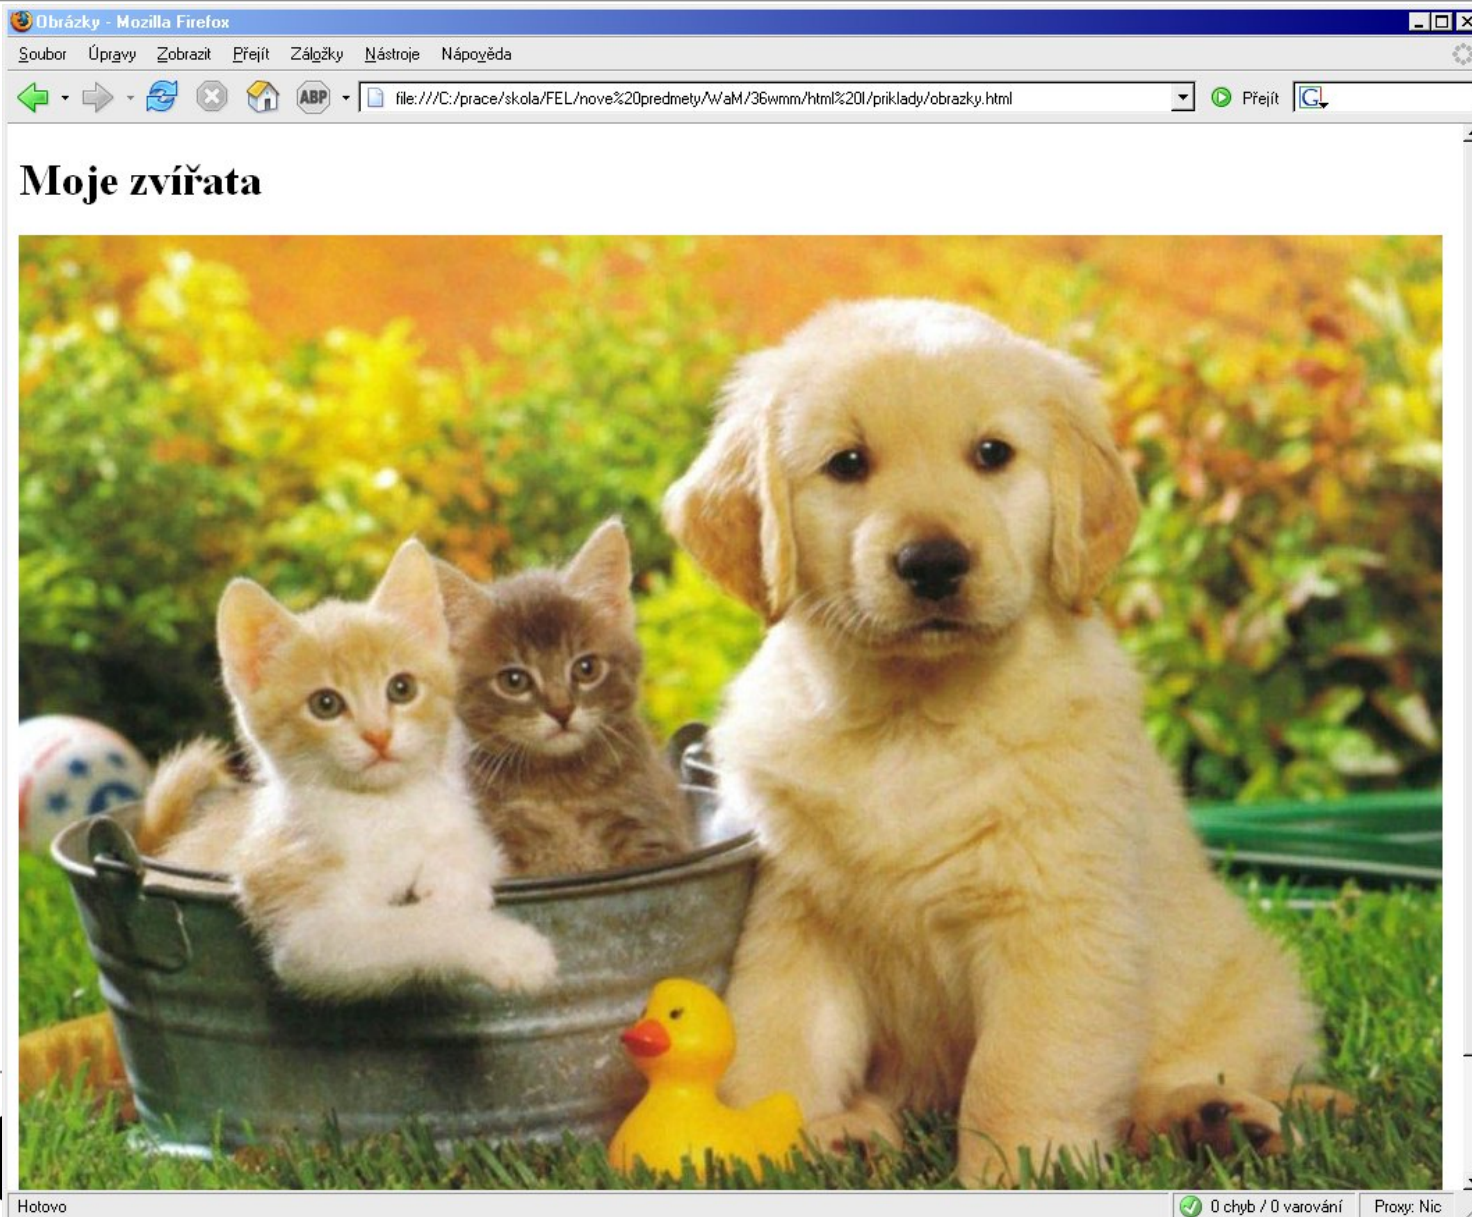 Obrázky - Mozilla Firefox
Soubor Úpravy Zobrazit Přejít Záložky Nástroje Nápověda
ABP file:///C:/prace/skola/FEL/nove%20predmety/WaM/36wmm/html%20I/priklady/obrazky.html Přejít G
Moje zvířata
Hotovo 0 chyb / 0 varování Proxy: Nic